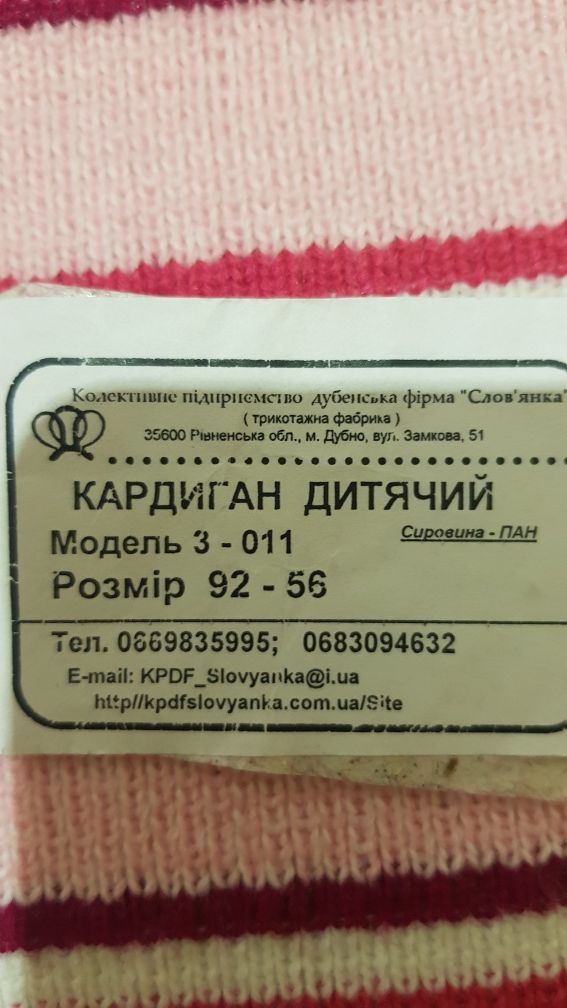 Колективне підприємство дубенська фірма "Слов'янка"
( трикотажна фабрика )
35600 Рівненська обл., м. Дубно, вул. Замкова, 51
КАРДИГАН ДИТЯЧИЙ
Модель 3 - 011
Сировина - ПАН
Розмір 92 - 56
Тел. 0669835995; 0683094632
E-mail: KPDF_Slovyanka@i.ua
http//kpdfslovyanka.com.ua/Site